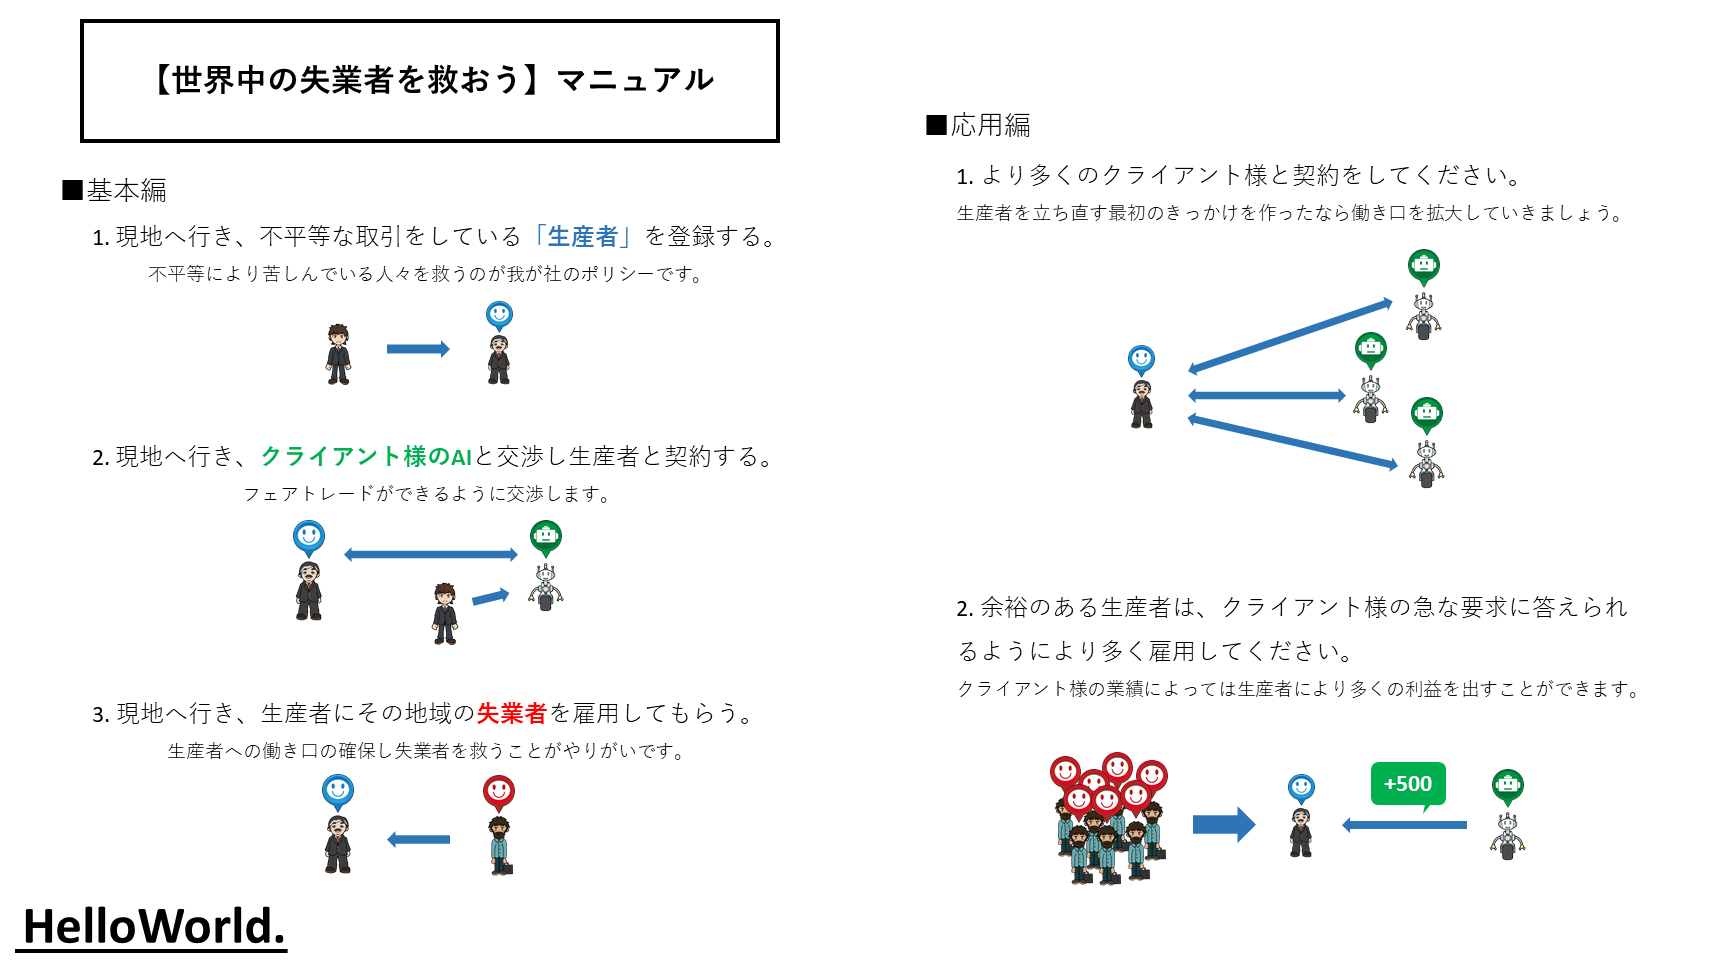 【世界中の失業者を救おう】マニュアル
■基本編
1. 現地へ行き、不平等な取引をしている「生産者」を登録する。
不平等により苦しんでいる人々を救うのが我が社のポリシーです。
2. 現地へ行き、クライアント様のAIと交渉し生産者と契約する。
フェアトレードができるように交渉します。
3. 現地へ行き、生産者にその地域の失業者を雇用してもらう。
生産者への働き口の確保し失業者を救うことがやりがいです。
HelloWorld.
■応用編
1. より多くのクライアント様と契約をしてください。
生産者を立ち直す最初のきっかけを作ったなら働き口を拡大していきましょう。
2. 余裕のある生産者は、クライアント様の急な要求に答えられ
るようにより多く雇用してください。
クライアント様の業績によっては生産者により多くの利益を出すことができます。
+500